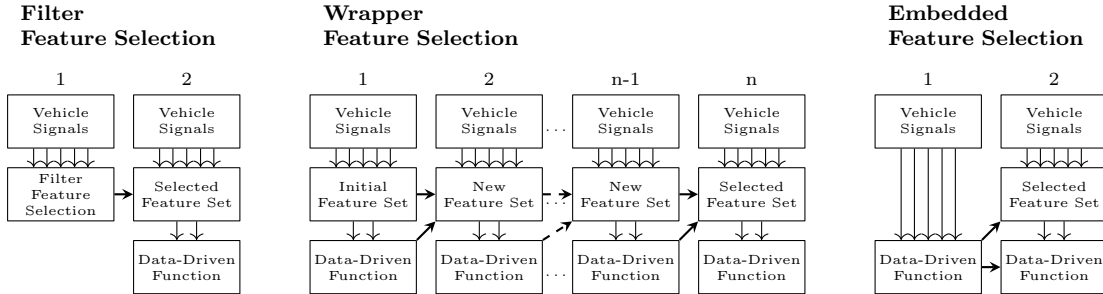 Filter
Feature Selection
Wrapper
Feature Selection
Embedded
Feature Selection
1
2
1
2
n-1
n
1
2
Vehicle
Signals
Vehicle
Signals
Vehicle
Signals
Vehicle
Signals
...
Vehicle
Signals
Vehicle
Signals
Vehicle
Signals
Vehicle
Signals
Filter
Feature
Selection
Selected
Feature Set
Initial
Feature Set
New
Feature Set
...
New
Feature Set
Selected
Feature Set
Selected
Feature Set
Data-Driven
Function
Data-Driven
Function
Data-Driven
Function
...
Data-Driven
Function
Data-Driven
Function
Data-Driven
Function
Data-Driven
Function